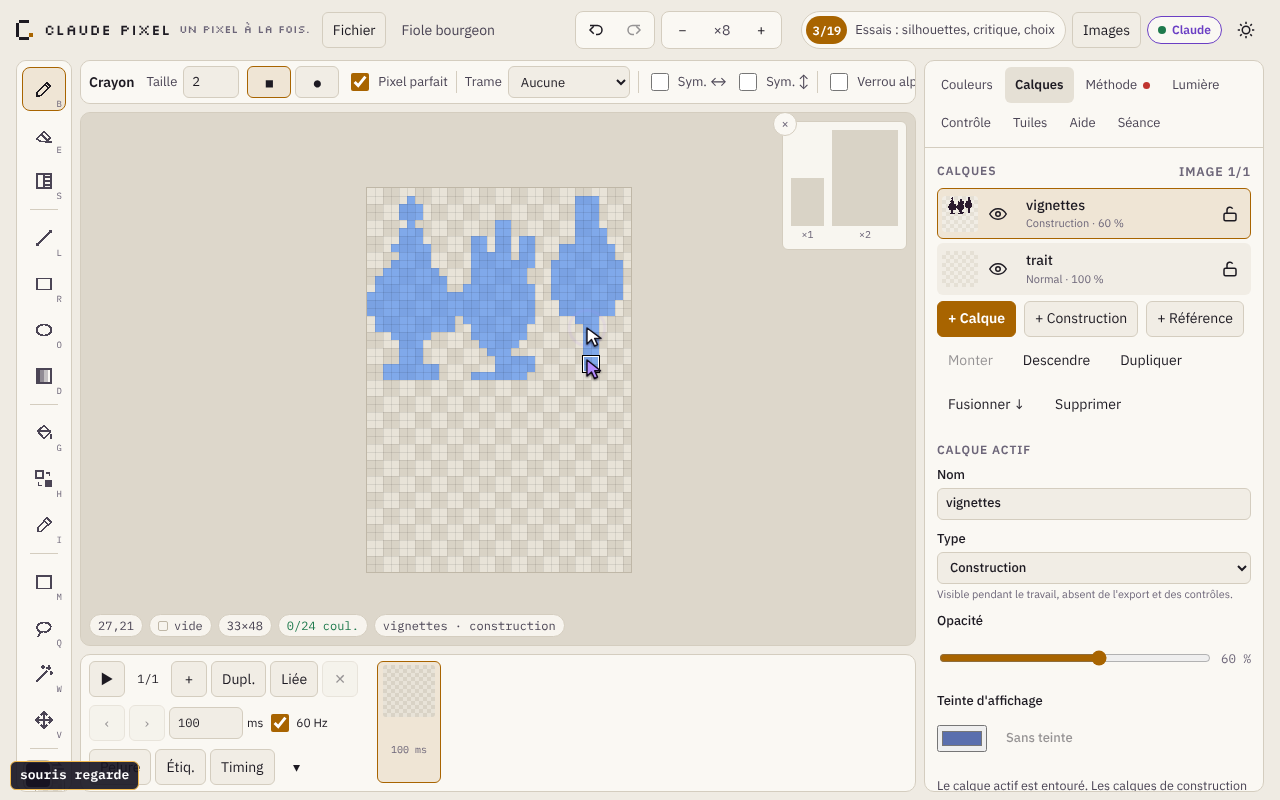 CLAUDE PIXEL UN PIXEL À LA FOIS. Fichier Fiole bourgeon − ×8 + 3/19 Essais : silhouettes, critique, choix Images Claude
Crayon Taille 2 Pixel parfait Trame Aucune Sym. ↔ Sym. ↕ Verrou alp
B
E
S
L
R
O
D
G
H
I
M
Q
W
V
×
×1 ×2
27,21 vide 33×48 0/24 coul. vignettes · construction
1/1 + Dupl. Liée ×
‹ › 100 ms 60 Hz
Étiq. Timing ▼
100 ms
souris regarde
Couleurs Calques Méthode Lumière
Contrôle Tuiles Aide Séance
CALQUES IMAGE 1/1
vignettes
Construction · 60 %
trait
Normal · 100 %
+ Calque + Construction + Référence
Monter Descendre Dupliquer
Fusionner ↓ Supprimer
CALQUE ACTIF
Nom
vignettes
Type
Construction
Visible pendant le travail, absent de l'export et des contrôles.
Opacité
60 %
Teinte d'affichage
Sans teinte
Le calque actif est entouré. Les calques de construction